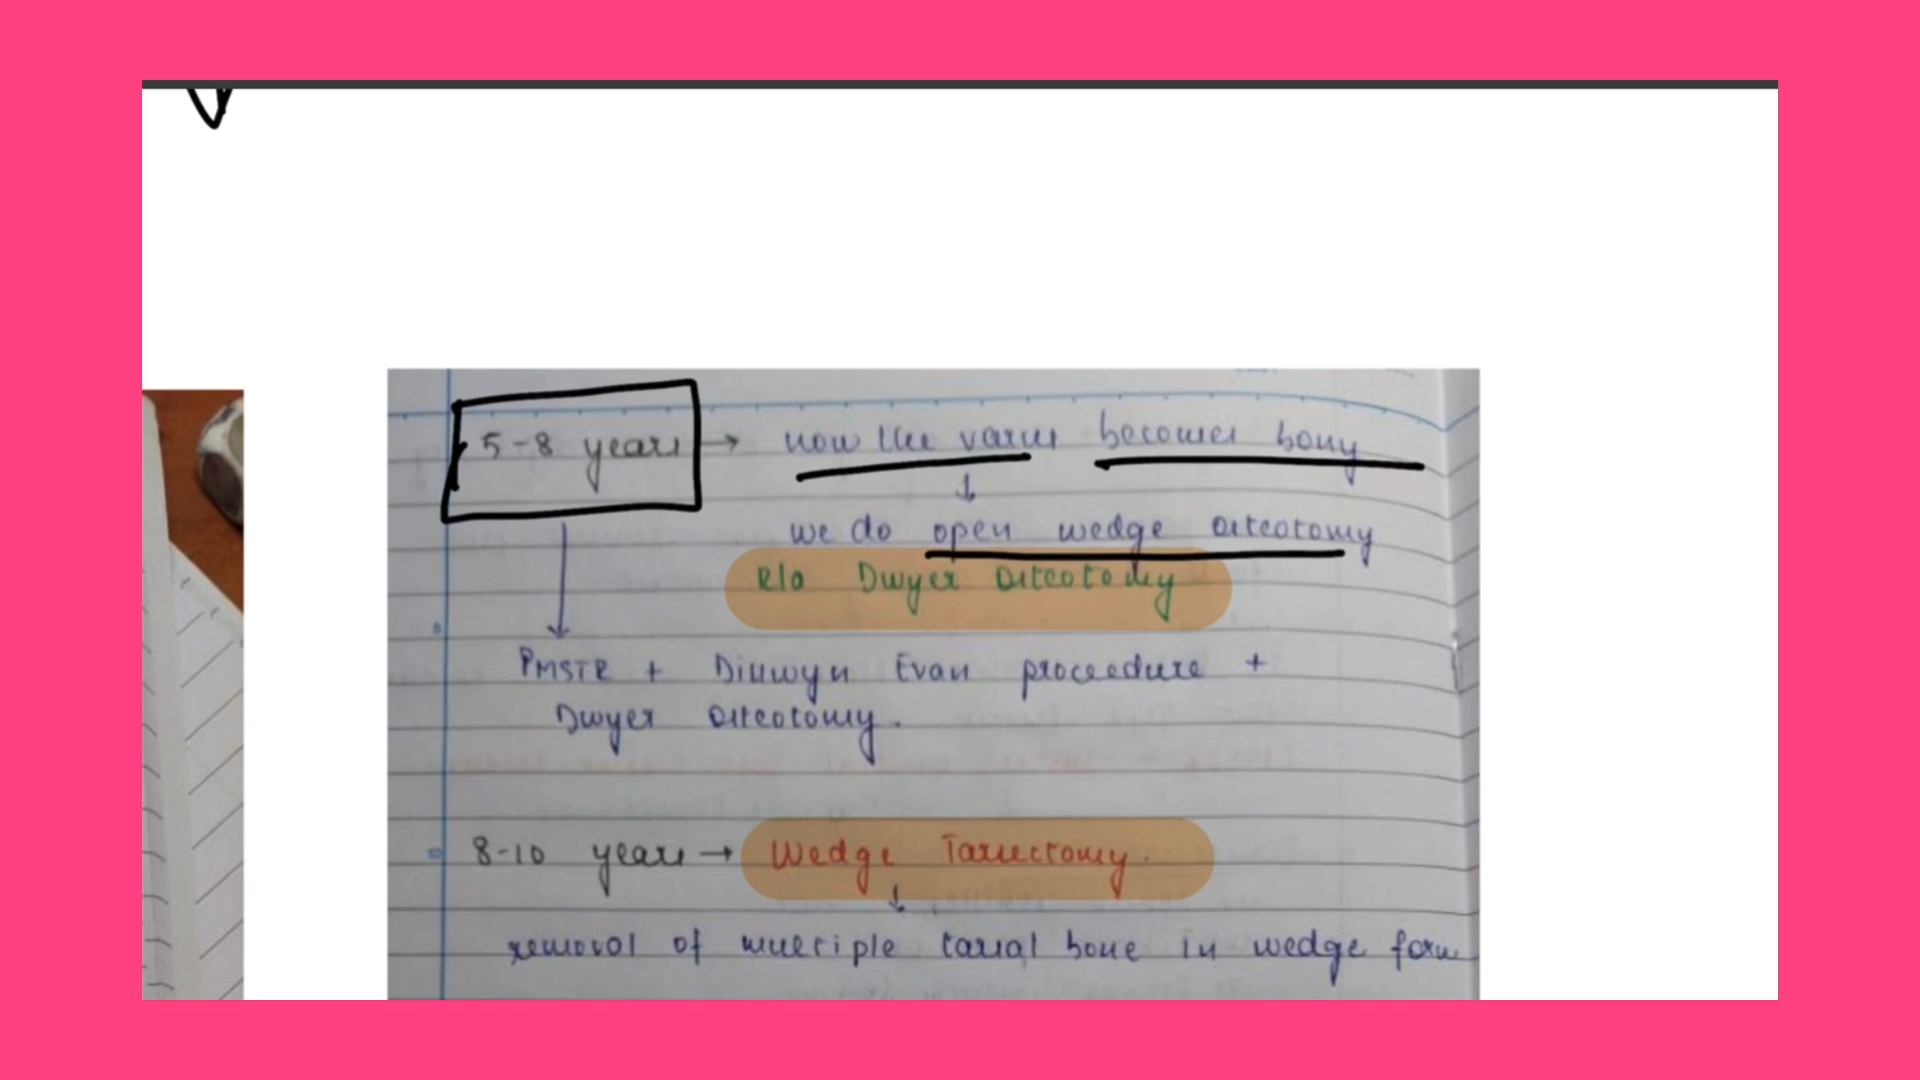 5-8 years → now the varus becomes bony
↓
we do open wedge osteotomy
k/a Dwyer Osteotomy
↓
PMSTR + Dillwyn Evan proceedure +
Dwyer Osteotomy.
8-10 years → Wedge Tarsectomy.
↓
removal of multiple tarsal bone in wedge form